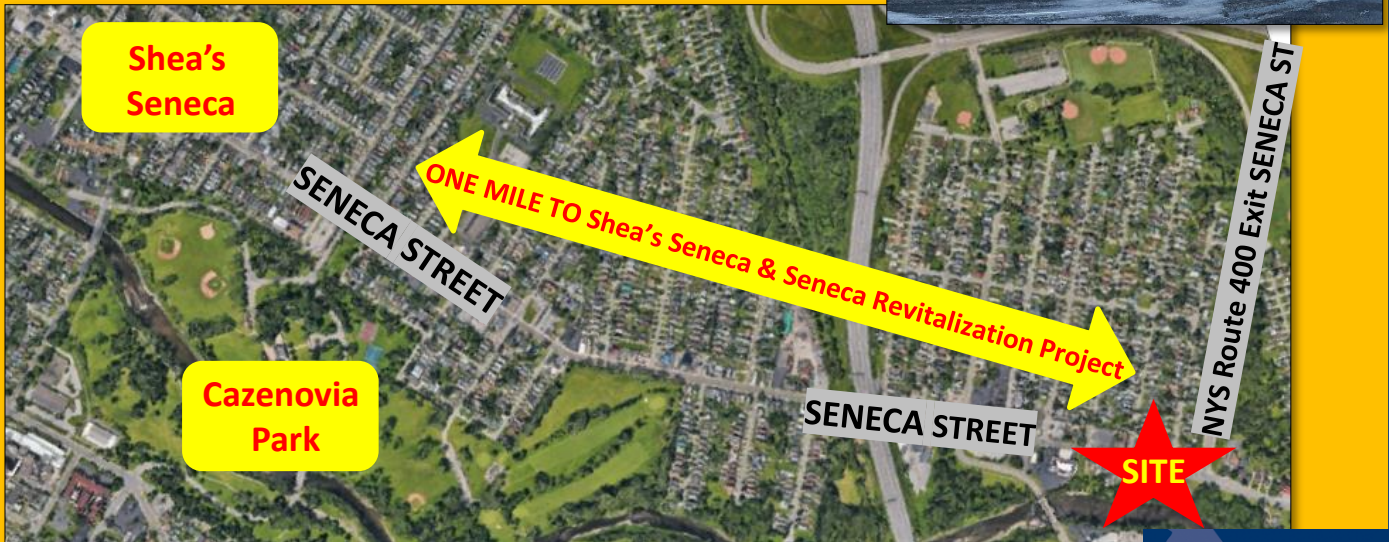 Shea's
Seneca
SENECA STREET
ONE MILE TO Shea's Seneca & Seneca Revitalization Project
NYS Route 400 Exit SENECA ST
Cazenovia
Park
SENECA STREET
SITE